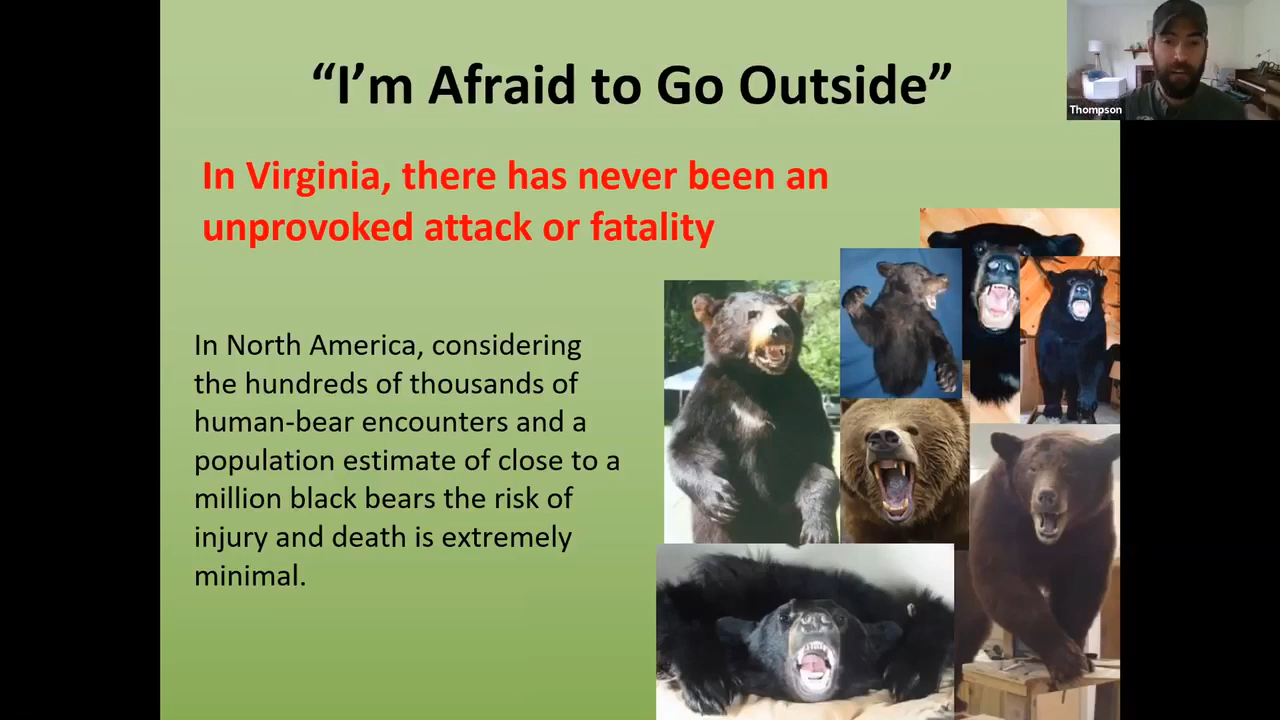 “I’m Afraid to Go Outside”
Thompson
In Virginia, there has never been an
unprovoked attack or fatality
In North America, considering
the hundreds of thousands of
human-bear encounters and a
population estimate of close to a
million black bears the risk of
injury and death is extremely
minimal.